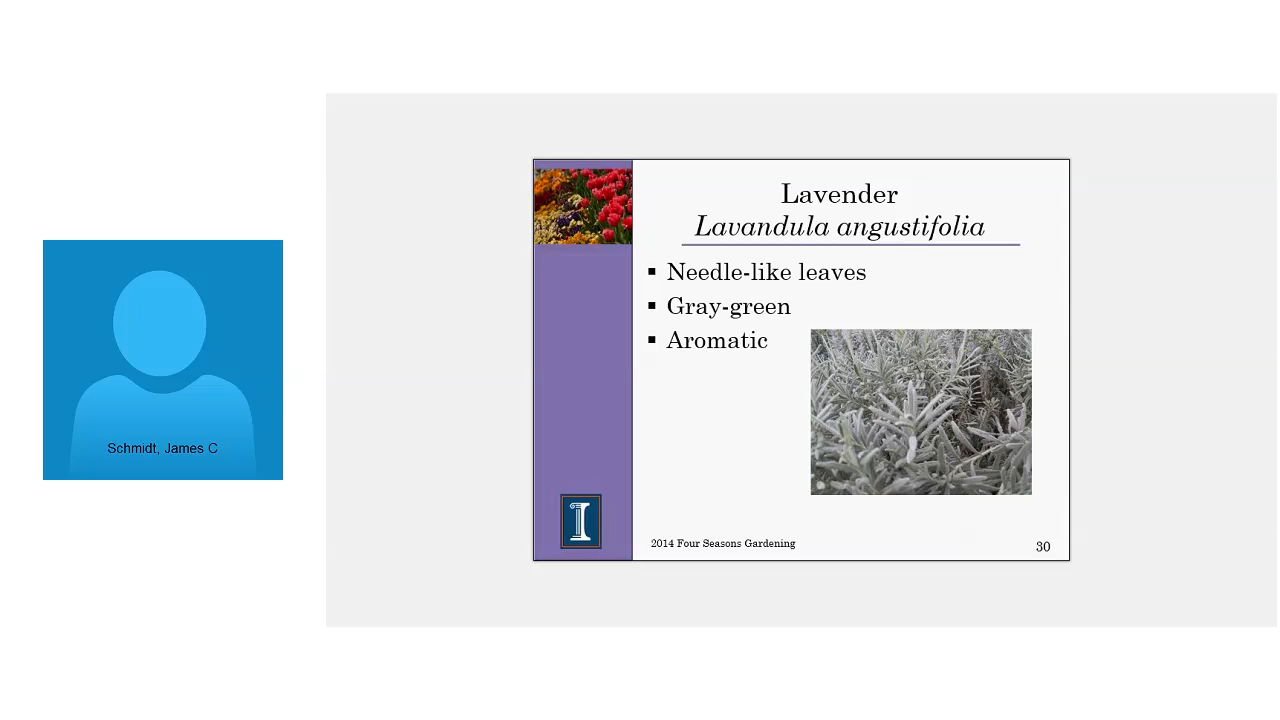 Schmidt, James C
Lavender
Lavandula angustifolia
▪ Needle-like leaves
▪ Gray-green
▪ Aromatic
I
2014 Four Seasons Gardening
30